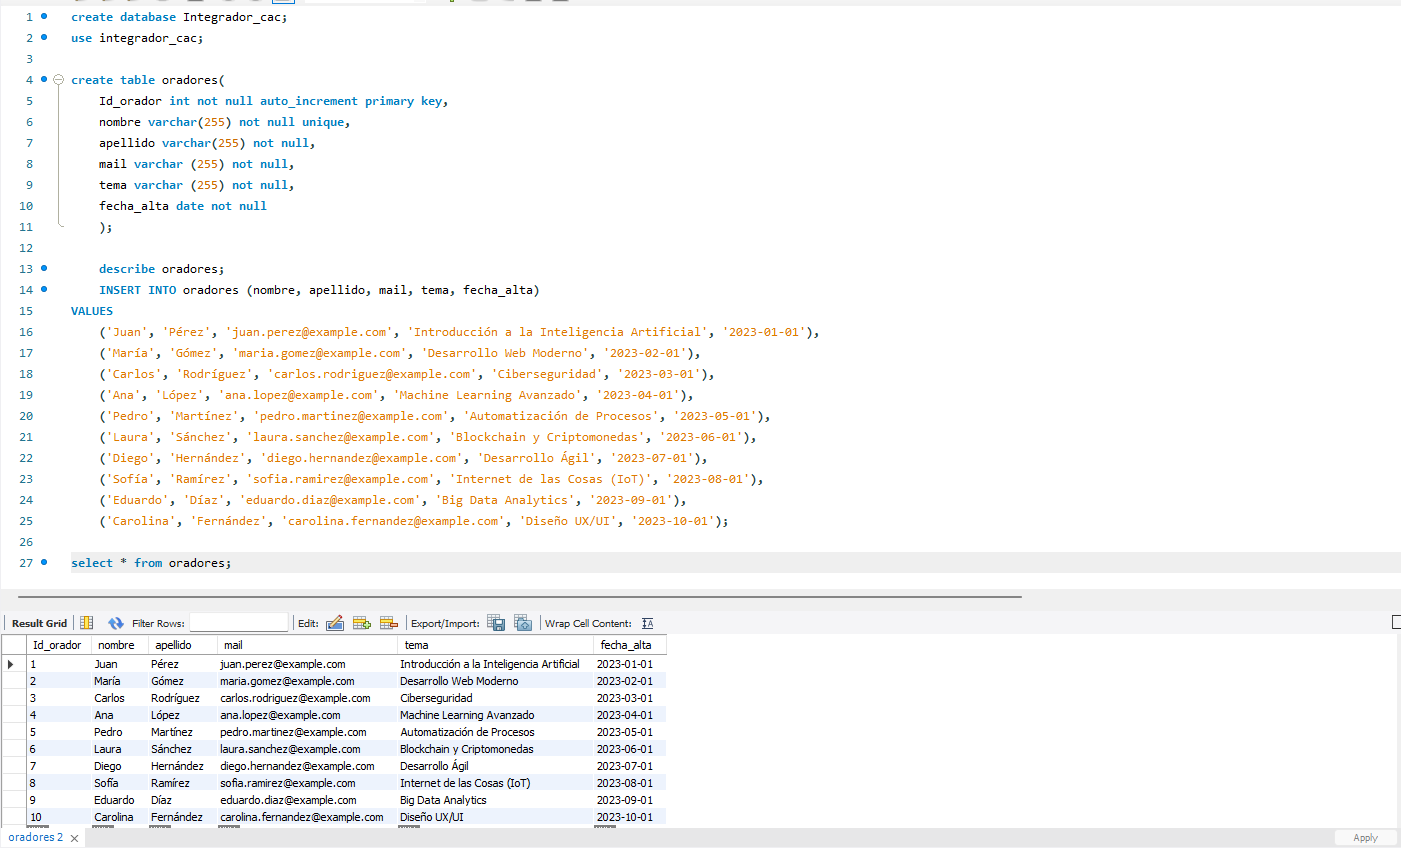 1 create database Integrador_cac;
2 use integrador_cac;
3
4 create table oradores(
5 Id_orador int not null auto_increment primary key,
6 nombre varchar(255) not null unique,
7 apellido varchar(255) not null,
8 mail varchar (255) not null,
9 tema varchar (255) not null,
10 fecha_alta date not null
11 );
12
13 describe oradores;
14 INSERT INTO oradores (nombre, apellido, mail, tema, fecha_alta)
15 VALUES
16 ('Juan', 'Pérez', 'juan.perez@example.com', 'Introducción a la Inteligencia Artificial', '2023-01-01'),
17 ('María', 'Gómez', 'maria.gomez@example.com', 'Desarrollo Web Moderno', '2023-02-01'),
18 ('Carlos', 'Rodríguez', 'carlos.rodriguez@example.com', 'Ciberseguridad', '2023-03-01'),
19 ('Ana', 'López', 'ana.lopez@example.com', 'Machine Learning Avanzado', '2023-04-01'),
20 ('Pedro', 'Martínez', 'pedro.martinez@example.com', 'Automatización de Procesos', '2023-05-01'),
21 ('Laura', 'Sánchez', 'laura.sanchez@example.com', 'Blockchain y Criptomonedas', '2023-06-01'),
22 ('Diego', 'Hernández', 'diego.hernandez@example.com', 'Desarrollo Ágil', '2023-07-01'),
23 ('Sofía', 'Ramírez', 'sofia.ramirez@example.com', 'Internet de las Cosas (IoT)', '2023-08-01'),
24 ('Eduardo', 'Díaz', 'eduardo.diaz@example.com', 'Big Data Analytics', '2023-09-01'),
25 ('Carolina', 'Fernández', 'carolina.fernandez@example.com', 'Diseño UX/UI', '2023-10-01');
26
27 select * from oradores;
Result Grid Filter Rows: Edit: Export/Import: Wrap Cell Content:
Id_orador nombre apellido mail tema fecha_alta
1 Juan Pérez juan.perez@example.com Introducción a la Inteligencia Artificial 2023-01-01
2 María Gómez maria.gomez@example.com Desarrollo Web Moderno 2023-02-01
3 Carlos Rodríguez carlos.rodriguez@example.com Ciberseguridad 2023-03-01
4 Ana López ana.lopez@example.com Machine Learning Avanzado 2023-04-01
5 Pedro Martínez pedro.martinez@example.com Automatización de Procesos 2023-05-01
6 Laura Sánchez laura.sanchez@example.com Blockchain y Criptomonedas 2023-06-01
7 Diego Hernández diego.hernandez@example.com Desarrollo Ágil 2023-07-01
8 Sofía Ramírez sofia.ramirez@example.com Internet de las Cosas (IoT) 2023-08-01
9 Eduardo Díaz eduardo.diaz@example.com Big Data Analytics 2023-09-01
10 Carolina Fernández carolina.fernandez@example.com Diseño UX/UI 2023-10-01
oradores 2 Apply